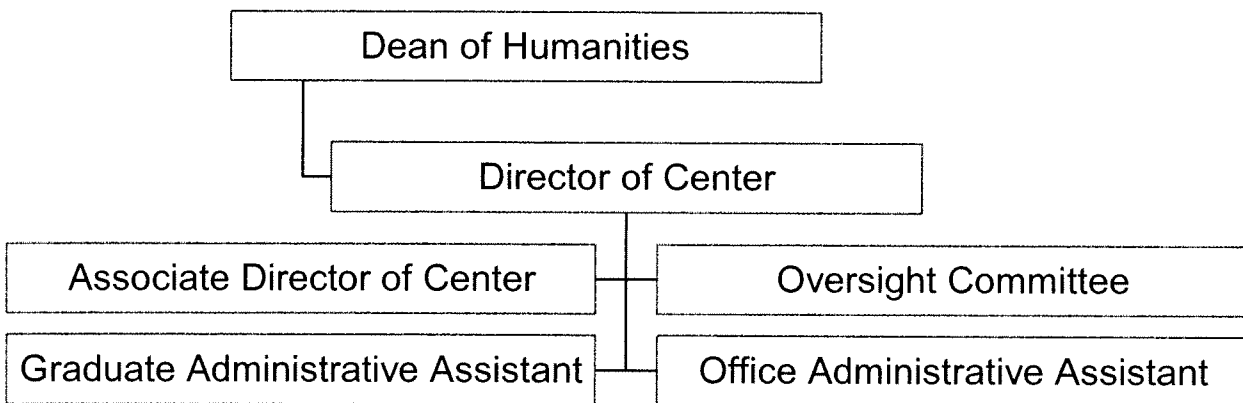 Dean of Humanities
Director of Center
Associate Director of Center
Oversight Committee
Graduate Administrative Assistant
Office Administrative Assistant